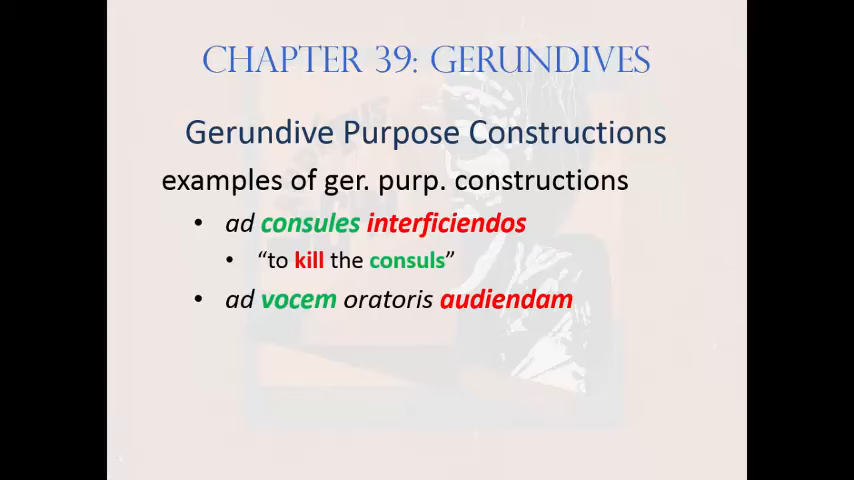 CHAPTER 39: GERUNDIVES
Gerundive Purpose Constructions
examples of ger. purp. constructions
• ad consules interficiendos
• “to kill the consuls”
• ad vocem oratoris audiendam